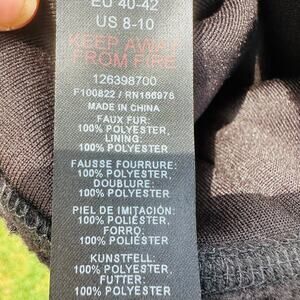 EU 40-42
US 8-10
KEEP AWAY
FROM FIRE
126398700
F100822 / RN166976
MADE IN CHINA
FAUX FUR:
100% POLYESTER,
LINING:
100% POLYESTER.
FAUSSE FOURRURE:
100% POLYESTER,
DOUBLURE:
100% POLYESTER.
PIEL DE IMITACIÓN:
100% POLIÉSTER,
FORRO:
100% POLIÉSTER.
KUNSTFELL:
100% POLYESTER,
FUTTER:
100% POLYESTER.